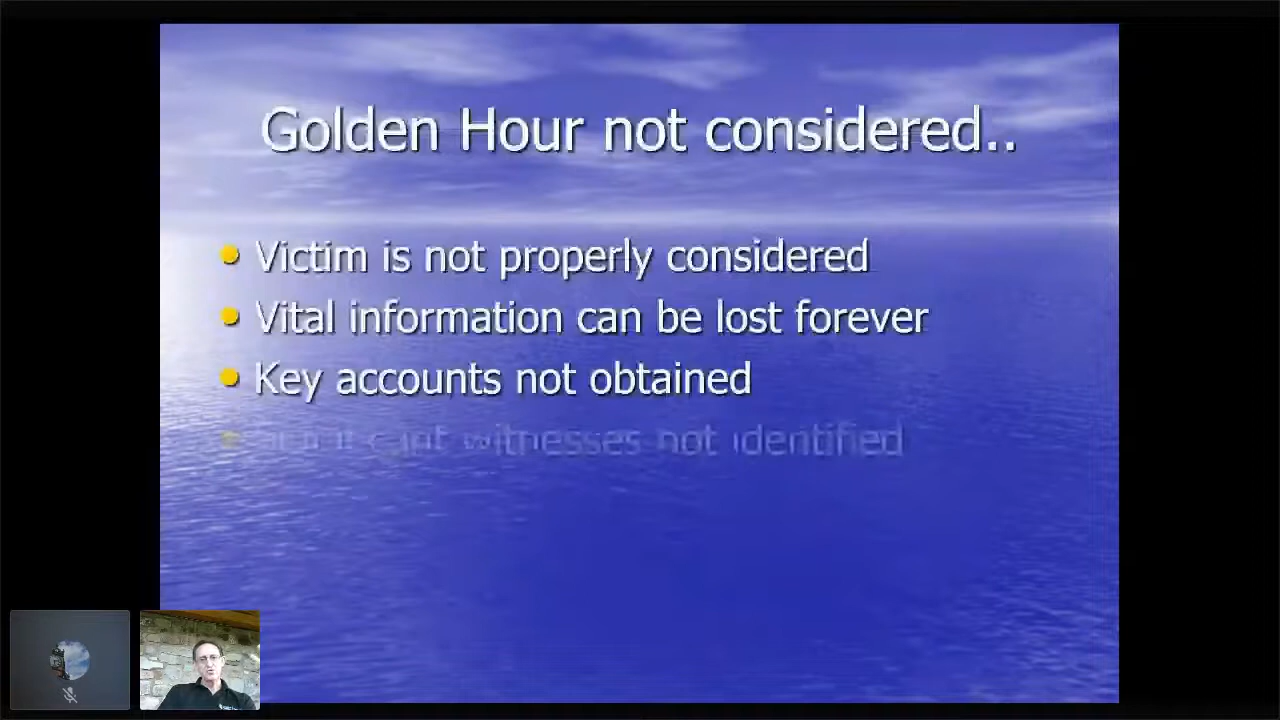 Golden Hour not considered..
• Victim is not properly considered
• Vital information can be lost forever
• Key accounts not obtained
witnesses not identified